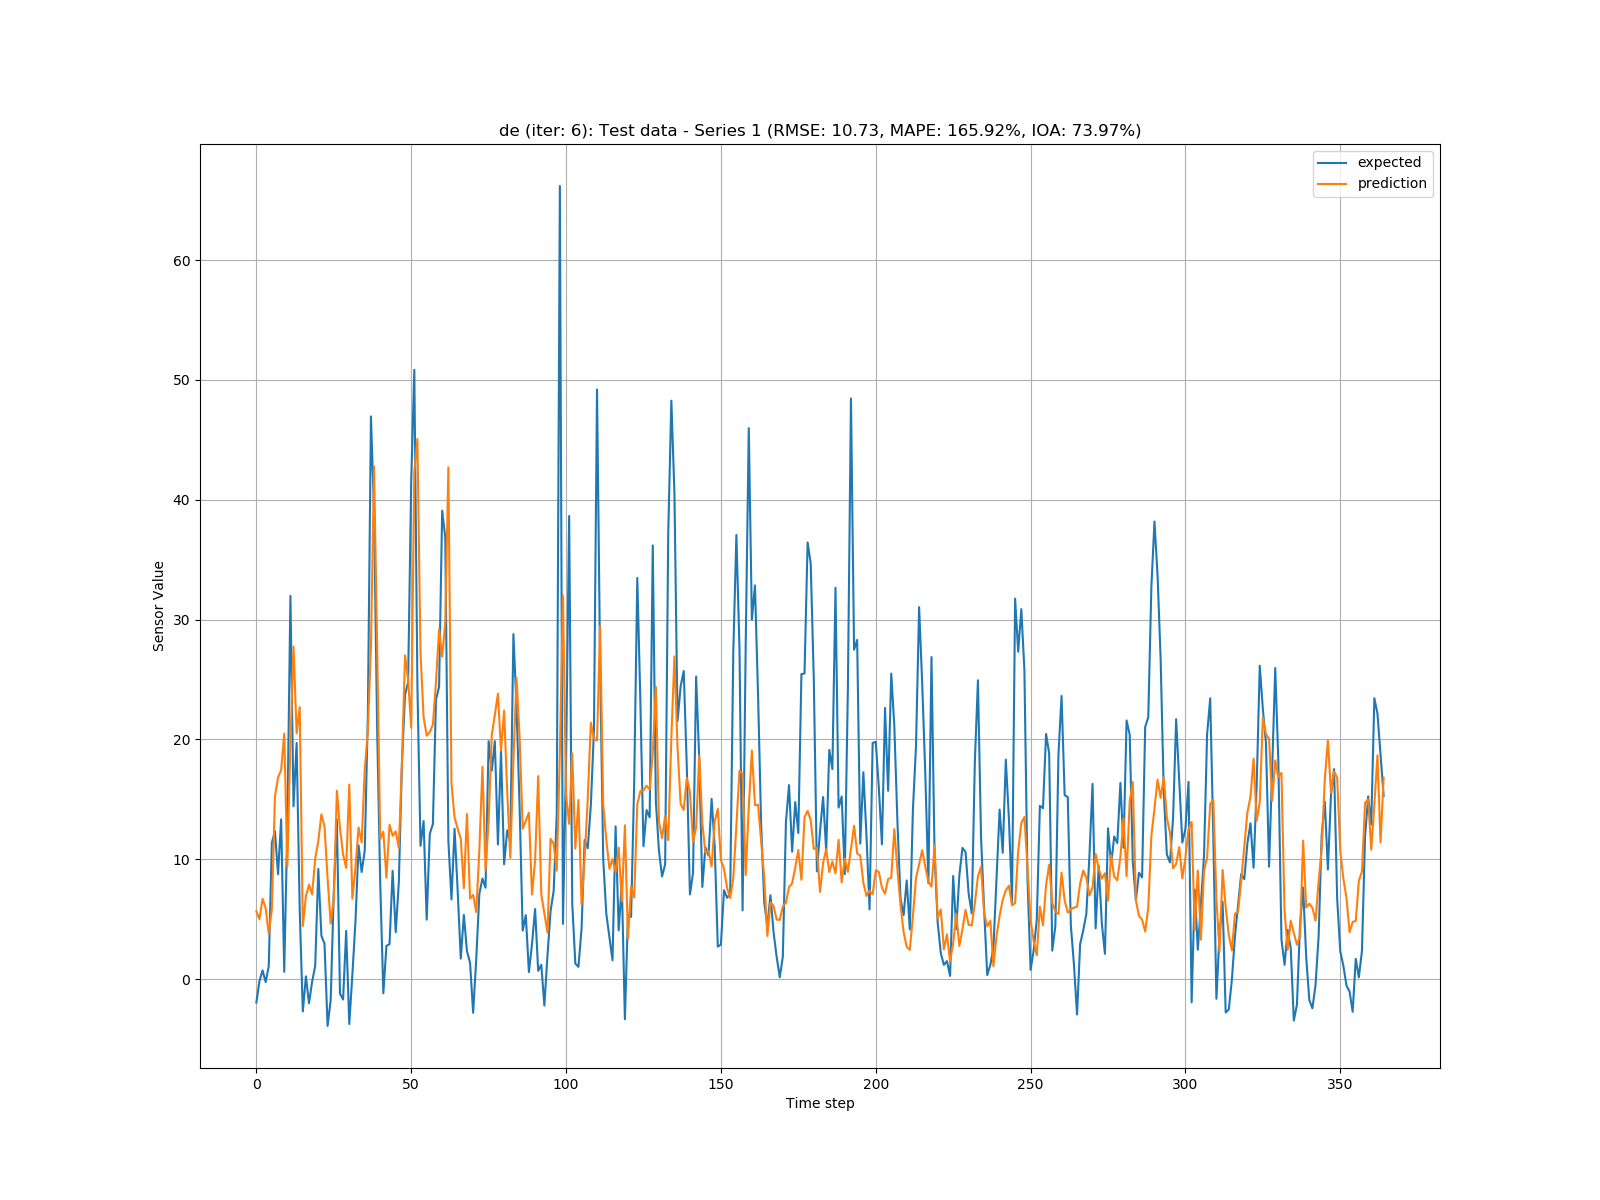 de (iter: 6): Test data - Series 1 (RMSE: 10.73, MAPE: 165.92%, IOA: 73.97%)
expected
prediction
60
50
40
30
20
10
0
Sensor Value
0 50 100 150 200 250 300 350
Time step